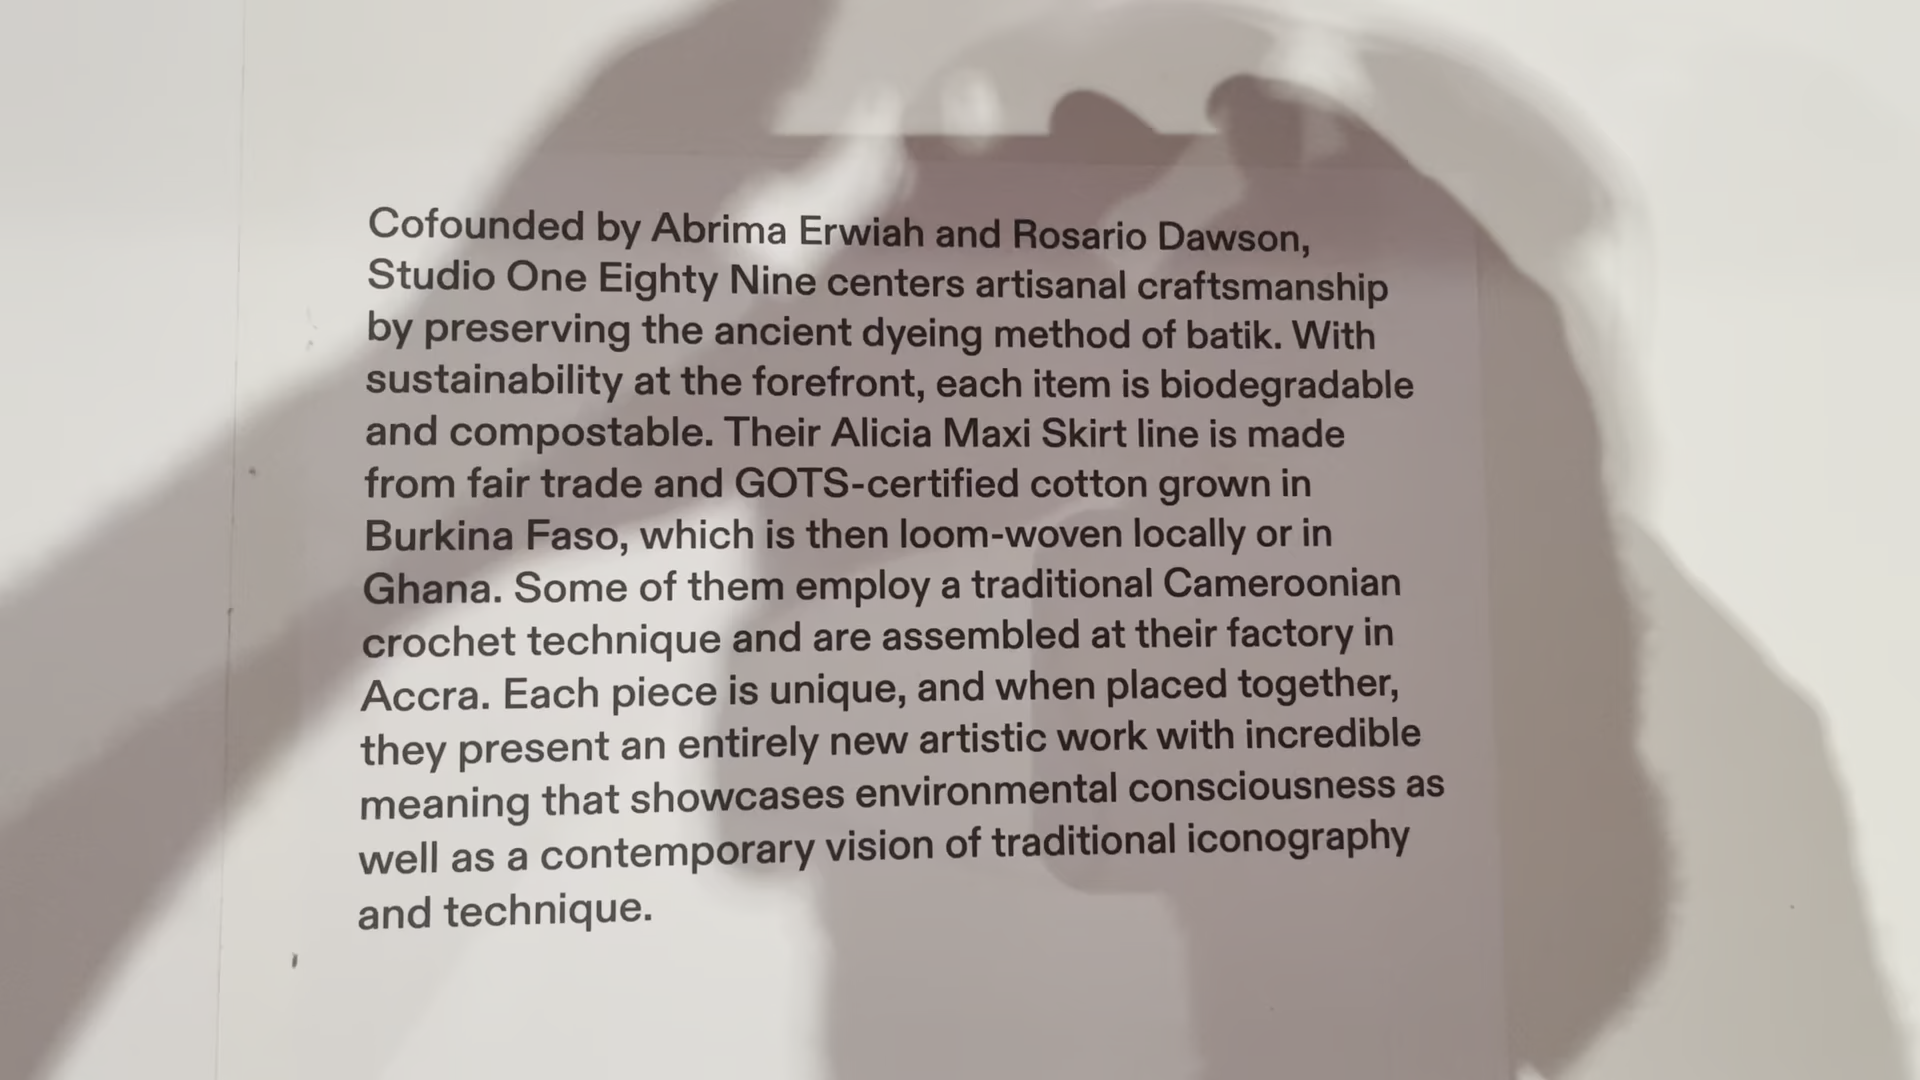 Cofounded by Abrima Erwiah and Rosario Dawson,
Studio One Eighty Nine centers artisanal craftsmanship
by preserving the ancient dyeing method of batik. With
sustainability at the forefront, each item is biodegradable
and compostable. Their Alicia Maxi Skirt line is made
from fair trade and GOTS-certified cotton grown in
Burkina Faso, which is then loom-woven locally or in
Ghana. Some of them employ a traditional Cameroonian
crochet technique and are assembled at their factory in
Accra. Each piece is unique, and when placed together,
they present an entirely new artistic work with incredible
meaning that showcases environmental consciousness as
well as a contemporary vision of traditional iconography
and technique.